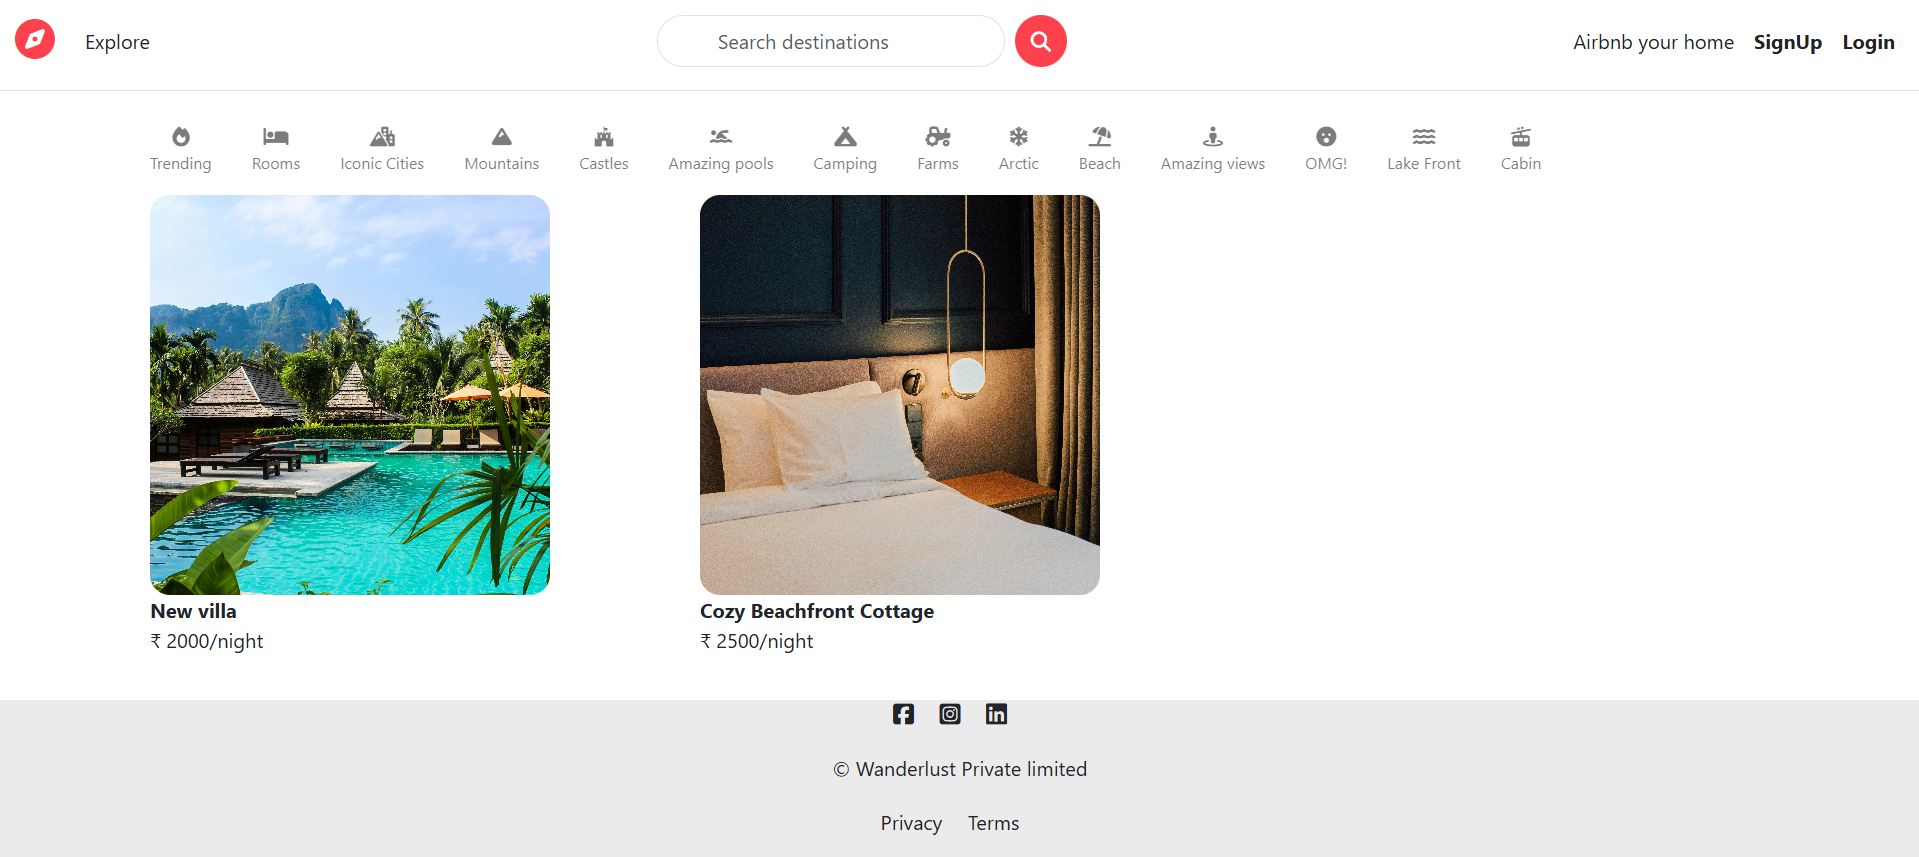 Explore
Search destinations
Airbnb your home SignUp Login
Trending Rooms Iconic Cities Mountains Castles Amazing pools Camping Farms Arctic Beach Amazing views OMG! Lake Front Cabin
New villa
₹ 2000/night
Cozy Beachfront Cottage
₹ 2500/night
© Wanderlust Private limited
Privacy Terms